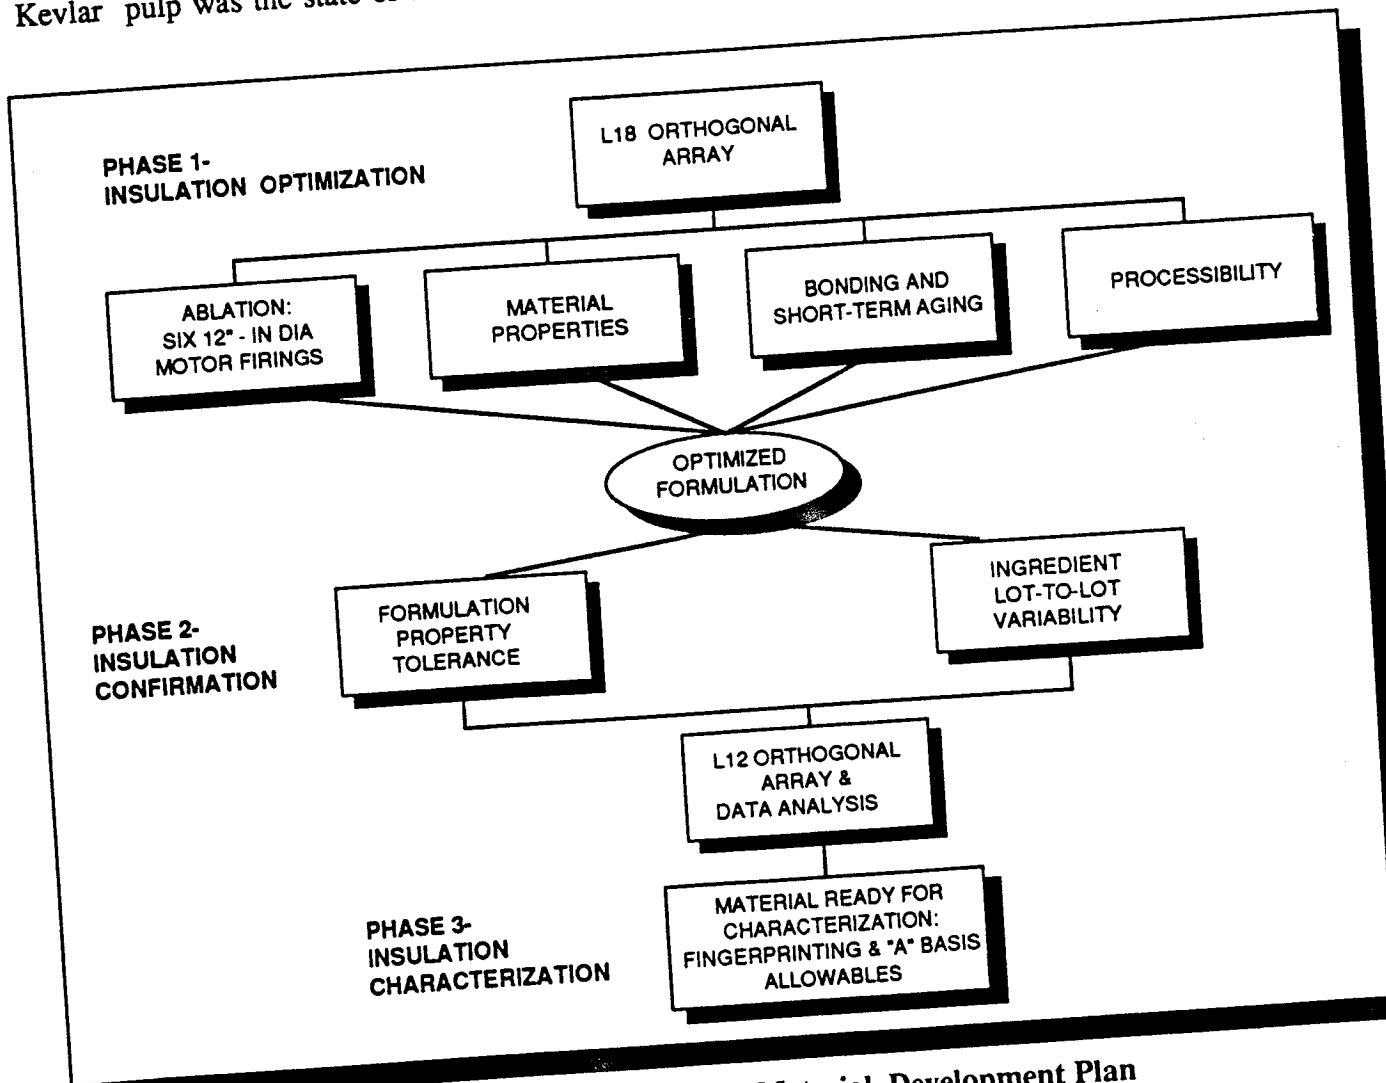 Kevlar pulp was the state
L18 ORTHOGONAL
ARRAY
PHASE 1-
INSULATION OPTIMIZATION
ABLATION:
SIX 12" - IN DIA
MOTOR FIRINGS
MATERIAL
PROPERTIES
BONDING AND
SHORT-TERM AGING
PROCESSIBILITY
OPTIMIZED
FORMULATION
PHASE 2-
INSULATION
CONFIRMATION
FORMULATION
PROPERTY
TOLERANCE
INGREDIENT
LOT-TO-LOT
VARIABILITY
L12 ORTHOGONAL
ARRAY &
DATA ANALYSIS
PHASE 3-
INSULATION
CHARACTERIZATION
MATERIAL READY FOR
CHARACTERIZATION:
FINGERPRINTING & "A" BASIS
ALLOWABLES
Material Development Plan